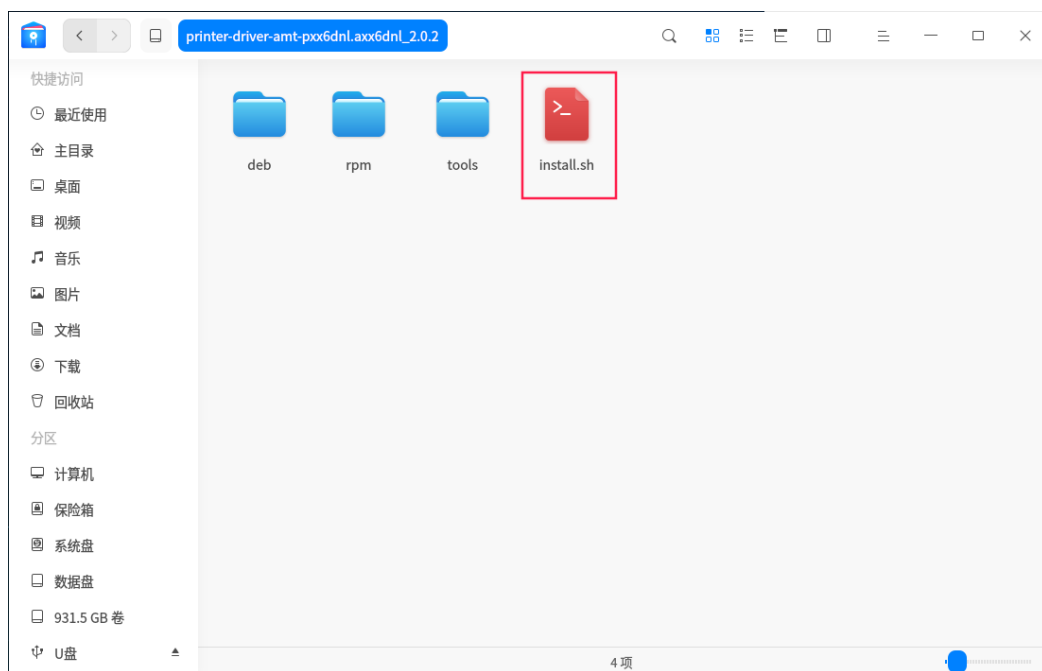 printer-driver-amt-pxx6dnl.axx6dnl_2.0.2
快捷访问
最近使用
主目录
桌面
视频
音乐
图片
文档
下载
回收站
分区
计算机
保险箱
系统盘
数据盘
931.5 GB 卷
U盘
deb
rpm
tools
>_
install.sh
4 项